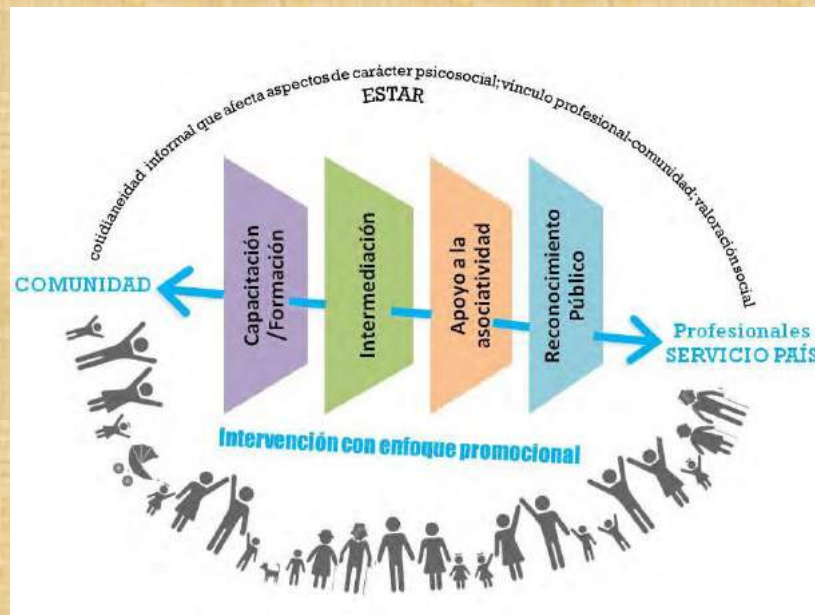 cotidianeidad informal que afecta aspectos de carácter psicosocial; vínculo profesional-comunidad; valoración social
ESTAR
COMUNIDAD
Capacitación
/Formación
Intermediación
Apoyo a la
asociatividad
Reconocimiento
Público
Profesionales
SERVICIO PAÍS
Intervención con enfoque promocional